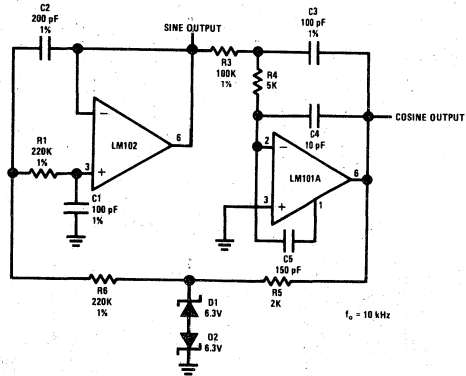 C2
200 pF
1%
SINE OUTPUT
C3
100 pF
1%
R3
100K
1%
R4
5K
COSINE OUTPUT
C4
10 pF
−
LM102
6
+
3
R1
220K
1%
C1
100 pF
1%
2
−
LM101A
6
3
+
1
C5
150 pF
R6
220K
1%
R5
2K
D1
6.3V
D2
6.3V
fo = 10 kHz